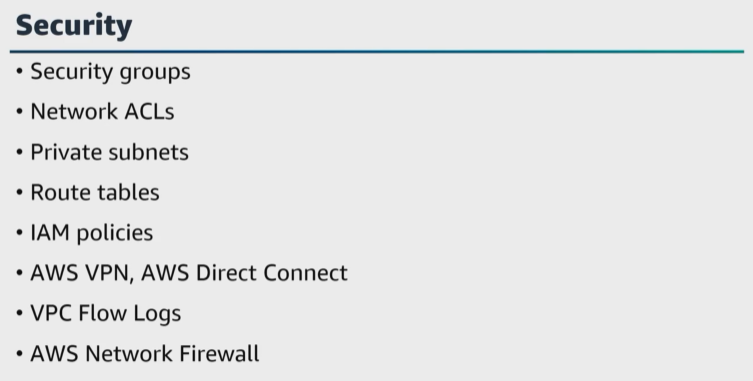 Security
• Security groups
• Network ACLs
• Private subnets
• Route tables
• IAM policies
• AWS VPN, AWS Direct Connect
• VPC Flow Logs
• AWS Network Firewall